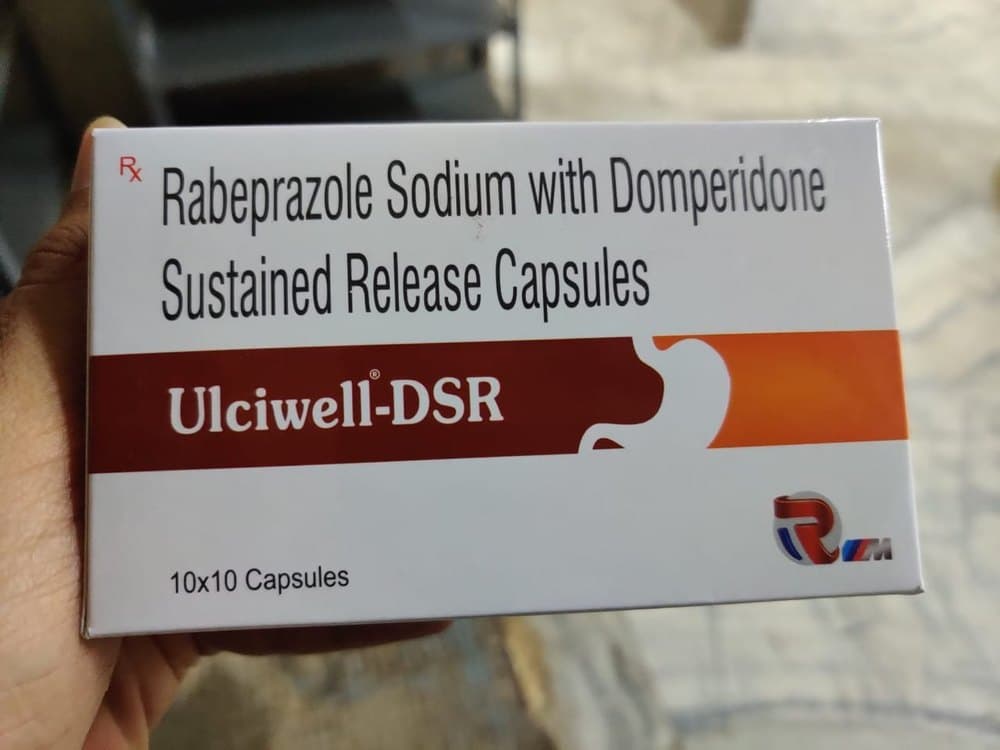 Rx Rabeprazole Sodium with Domperidone
Sustained Release Capsules
Ulciwell®-DSR
10x10 Capsules
R M